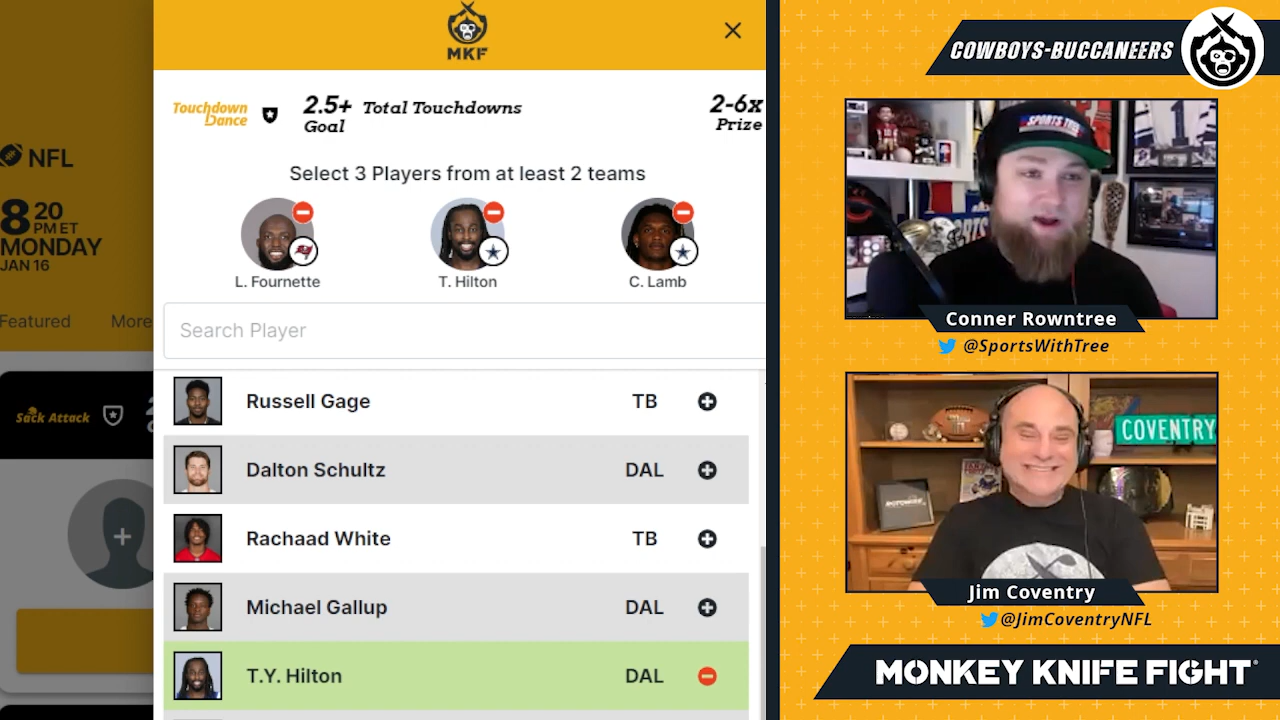 NFL
8 20
PM ET
MONDAY
JAN 16
Featured More
Sack Attack
MKF
Touchdown
Dance
2.5+ Total Touchdowns
Goal
2-6x
Prize
Select 3 Players from at least 2 teams
L. Fournette T. Hilton C. Lamb
Search Player
Russell Gage TB
Dalton Schultz DAL
Rachaad White TB
Michael Gallup DAL
T.Y. Hilton DAL
COWBOYS-BUCCANEERS
SPORTS TREE
SPORTS
Conner Rowntree
@SportsWithTree
COVENTRY
Jim Coventry
@JimCoventryNFL
MONKEY KNIFE FIGHT